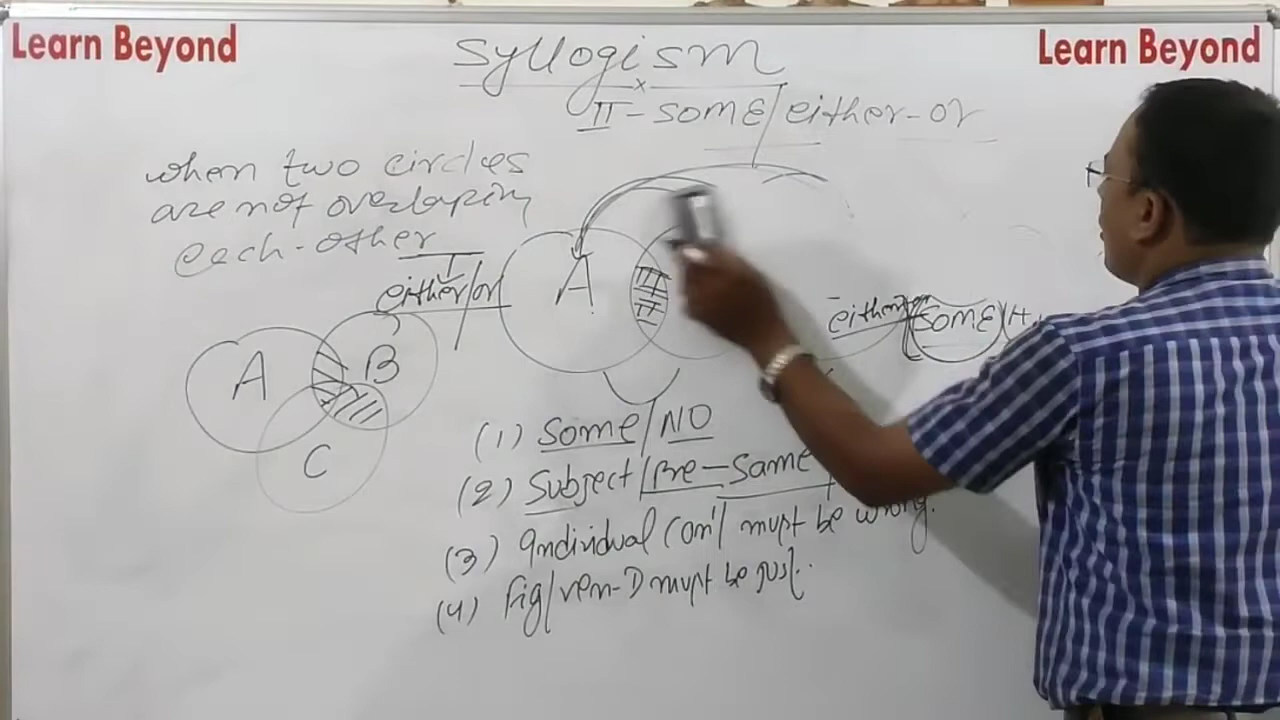 Learn Beyond
Learn Beyond
Syllogism
II - SOME/either-or
when two circles
are not overlaping
each-other
either/or
A
either
SOME
A
B
C
(1) Some/NO
(2) Subject/Pre-Same
(3) Individual Con'l must be wrong.
(4) fig/ven-D must be